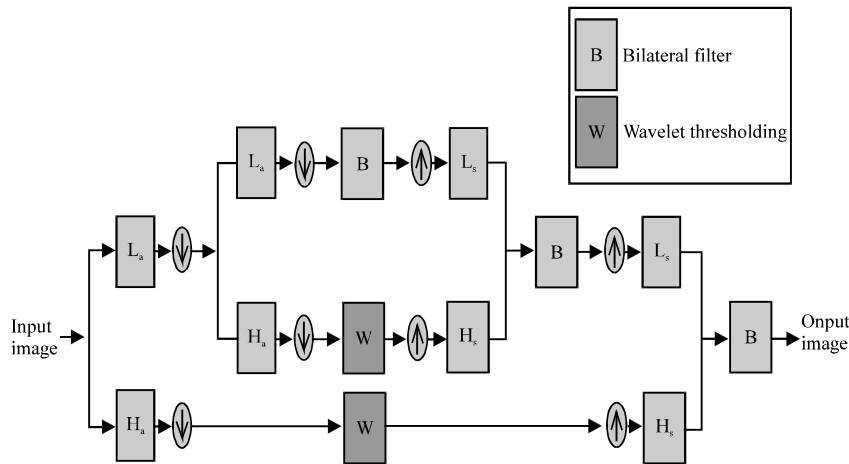 B Bilateral filter
W Wavelet thresholding
Lₐ B Lₛ
Lₐ B Lₛ
Input
image
Hₐ W Hₛ
B
Onput
image
Hₐ W Hₛ